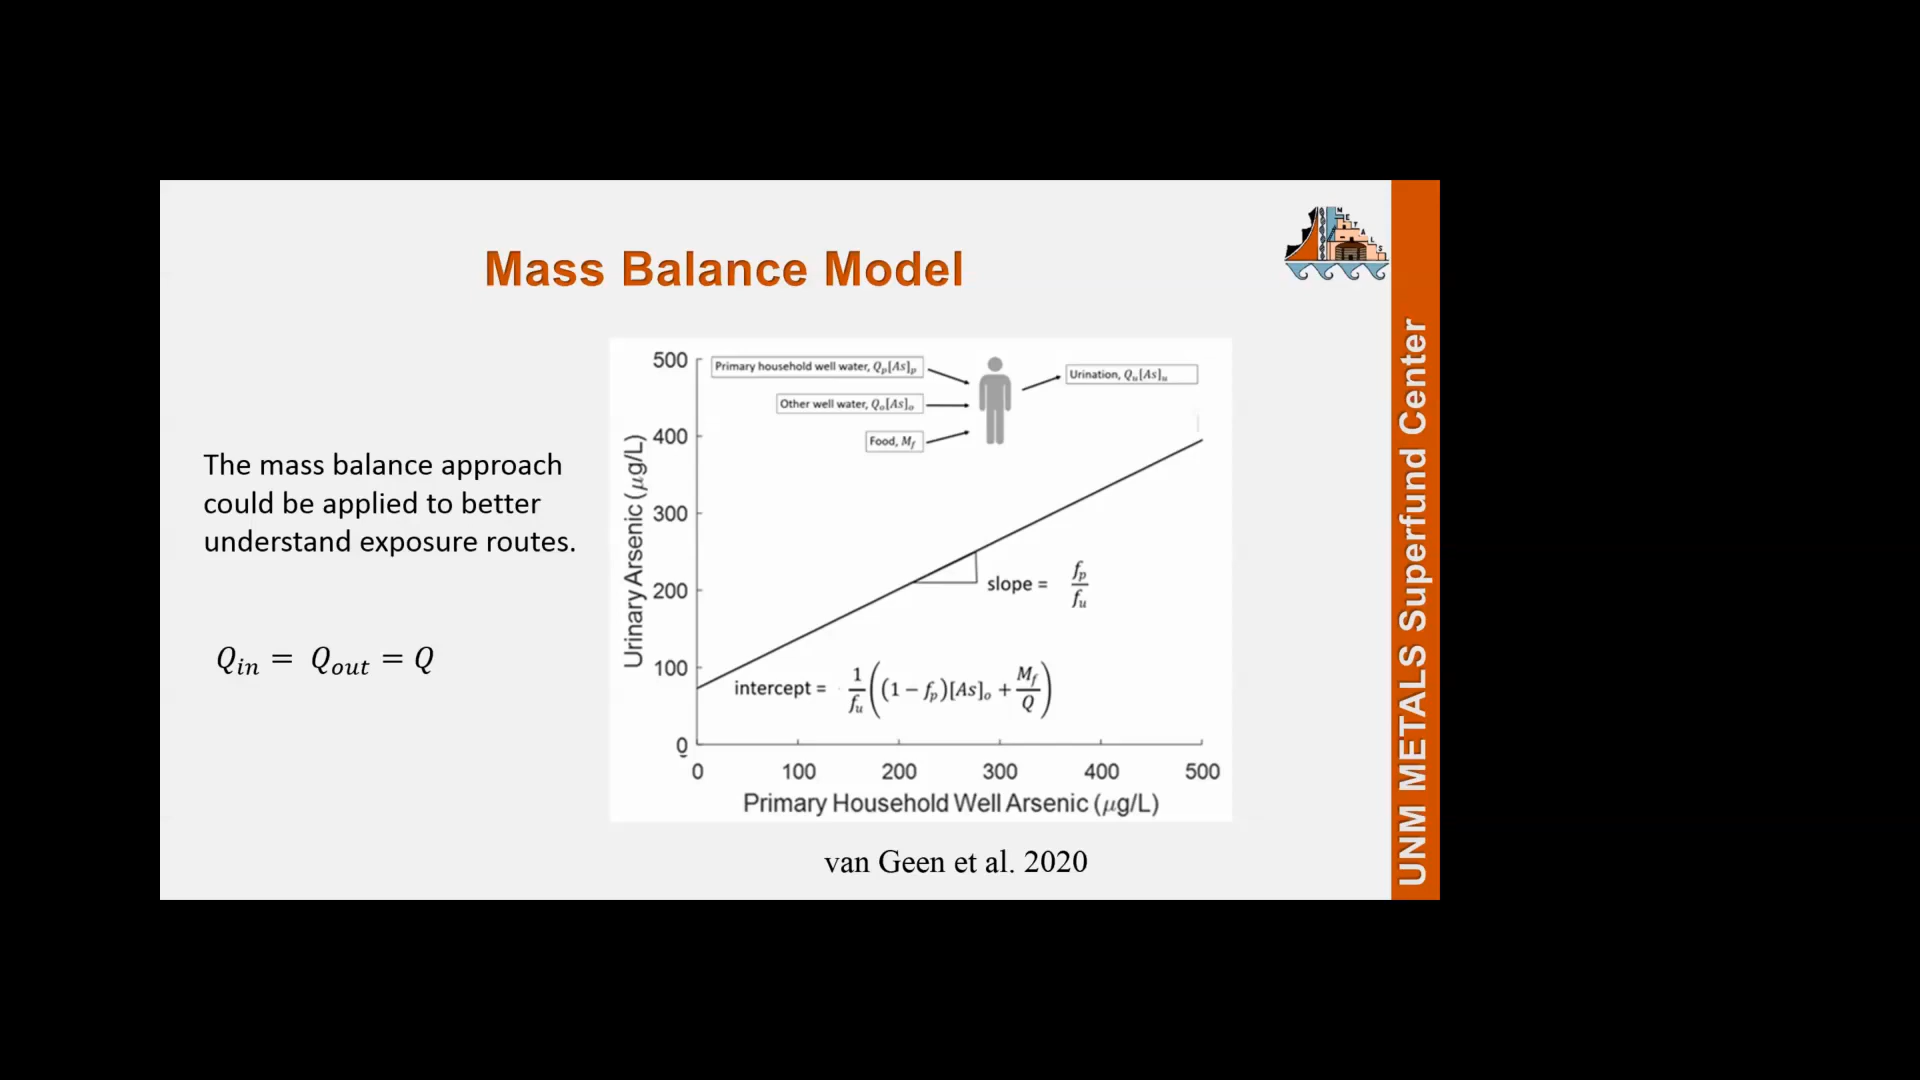 Mass Balance Model
METALS
The mass balance approach
could be applied to better
understand exposure routes.
Q_in = Q_out = Q
Primary household well water, Q_p[As]_p
Other well water, Q_o[As]_o
Food, M_f
Urination, Q_u[As]_u
500
400
300
200
100
0
Urinary Arsenic (μg/L)
slope = f_p/f_u
intercept = 1/f_u ((1 − f_p)[As]_o + M_f/Q)
0 100 200 300 400 500
Primary Household Well Arsenic (μg/L)
van Geen et al. 2020
UNM METALS Superfund Center